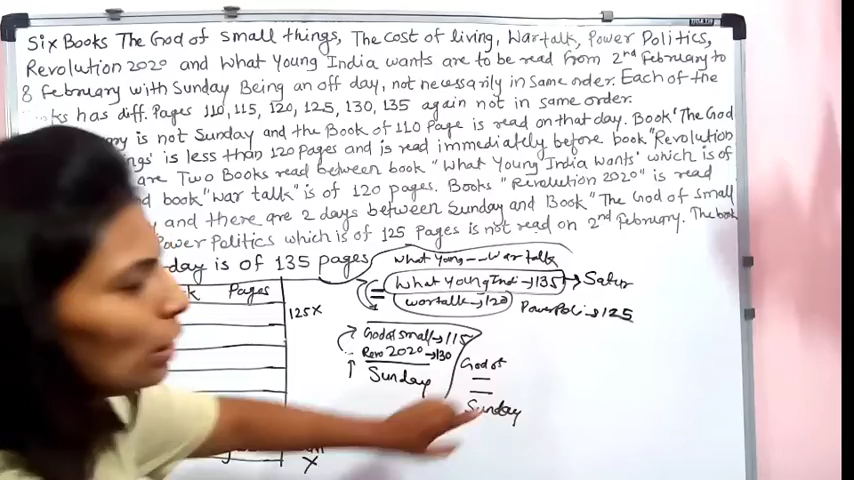 Six Books The God of small things, The cost of living, War talk, Power Politics,
Revolution 2020 and What Young India wants are to be read from 2nd February to
8 february with Sunday Being an off day, not necessarily in Same order. Each of the
has diff. Pages 110, 115, 120, 125, 130, 135 again not in same order.
is not Sunday and the Book of 110 Page is read on that day. Book 'The God
is less than 120 pages and is read immediately before book "Revolution
are Two Books read between book "What Young India Wants" which is of
book "war talk" is of 120 pages. Books "Revolution 2020" is read
and there are 2 days between Sunday and Book "The God of small
Power Politics which is of 125 Pages is not read on 2nd february. The book
day is of 135 pages
What Young -- War talk
What Young Indi → 135 → Satur
wartalk → 120
Power Poli → 125
Pages
125 X
God of small → 115
Revo 2020 → 130
Sunday
God of
Sunday
X